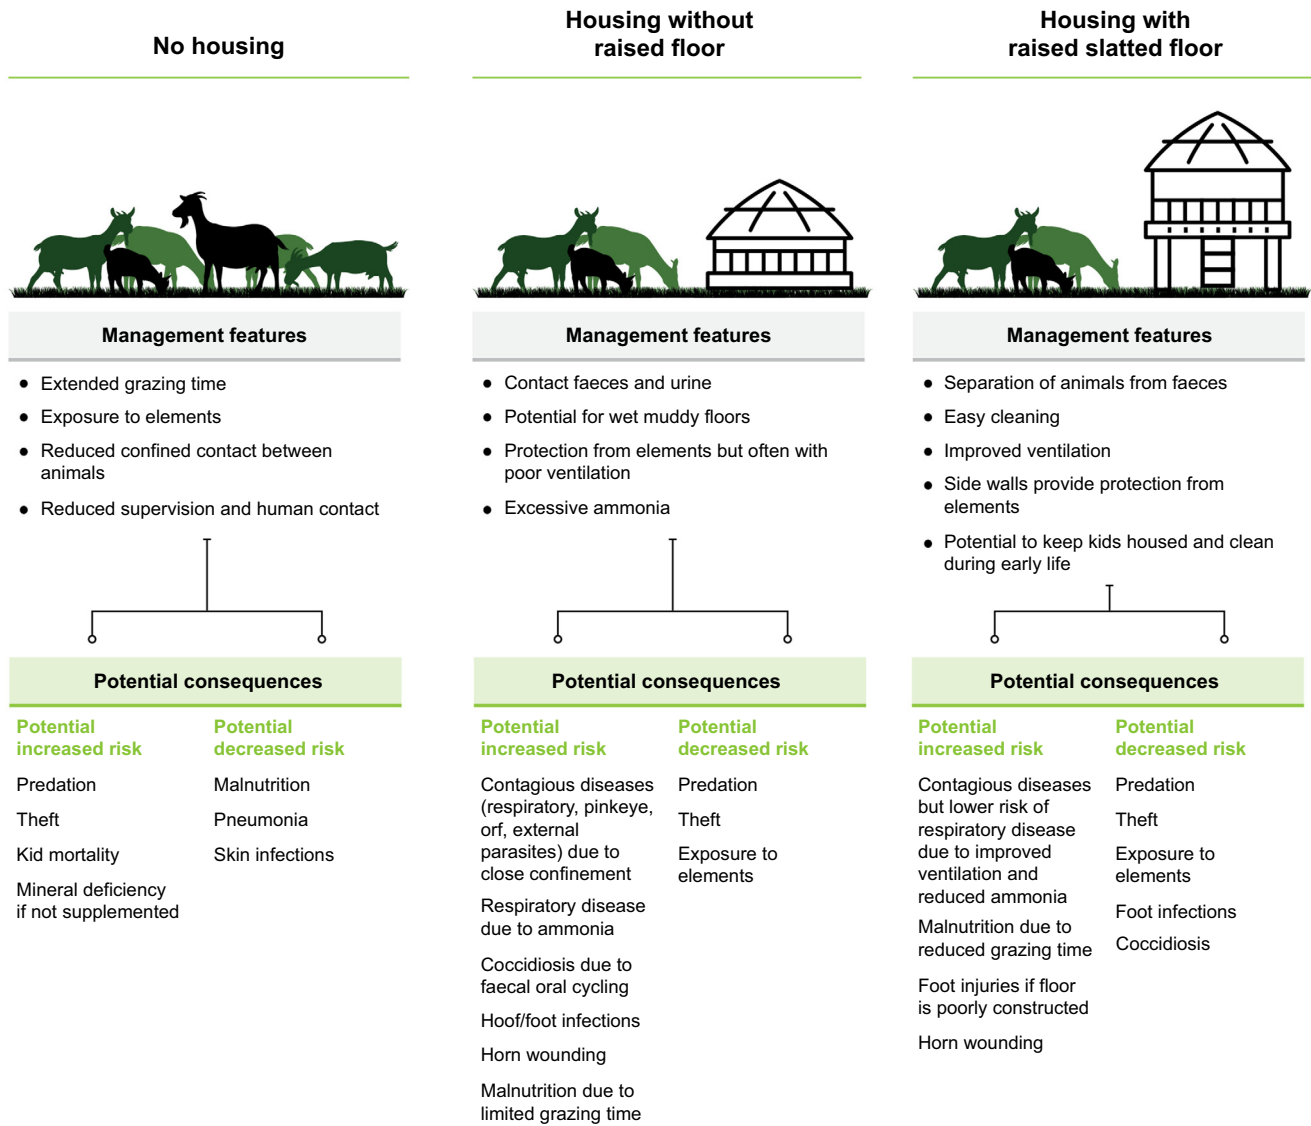 No housing
Management features
Extended grazing time
Exposure to elements
Reduced confined contact between
animals
Reduced supervision and human contact
Potential consequences
Potential
increased risk
Predation
Theft
Kid mortality
Mineral deficiency
if not supplemented
Potential
decreased risk
Malnutrition
Pneumonia
Skin infections
Housing without
raised floor
Management features
Contact faeces and urine
Potential for wet muddy floors
Protection from elements but often with
poor ventilation
Excessive ammonia
Potential consequences
Potential
increased risk
Contagious diseases
(respiratory, pinkeye,
orf, external
parasites) due to
close confinement
Respiratory disease
due to ammonia
Coccidiosis due to
faecal oral cycling
Hoof/foot infections
Horn wounding
Malnutrition due to
limited grazing time
Potential
decreased risk
Predation
Theft
Exposure to
elements
Housing with
raised slatted floor
Management features
Separation of animals from faeces
Easy cleaning
Improved ventilation
Side walls provide protection from
elements
Potential to keep kids housed and clean
during early life
Potential consequences
Potential
increased risk
Contagious diseases
but lower risk of
respiratory disease
due to improved
ventilation and
reduced ammonia
Malnutrition due to
reduced grazing time
Foot injuries if floor
is poorly constructed
Horn wounding
Potential
decreased risk
Predation
Theft
Exposure to
elements
Foot infections
Coccidiosis